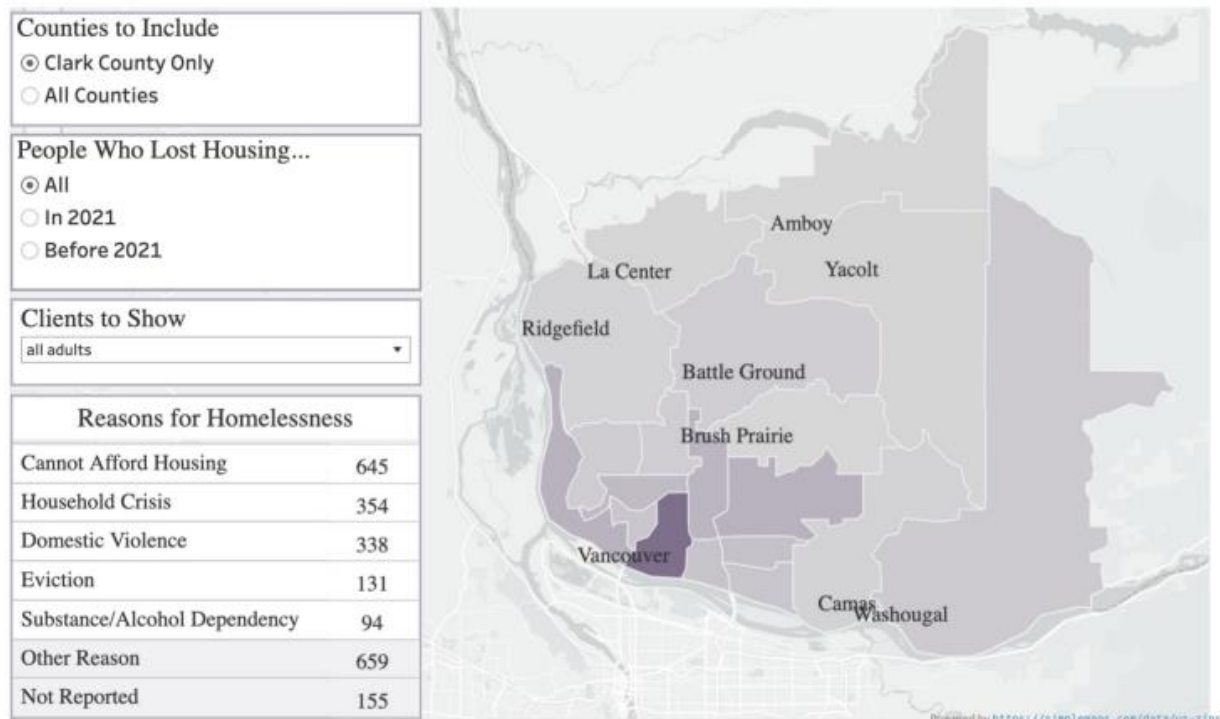 Counties to Include
Clark County Only
All Counties
People Who Lost Housing...
All
In 2021
Before 2021
Clients to Show
all adults
Reasons for Homelessness
Cannot Afford Housing 645
Household Crisis 354
Domestic Violence 338
Eviction 131
Substance/Alcohol Dependency 94
Other Reason 659
Not Reported 155
Amboy
La Center
Yacolt
Ridgefield
Battle Ground
Brush Prairie
Vancouver
Camas
Washougal